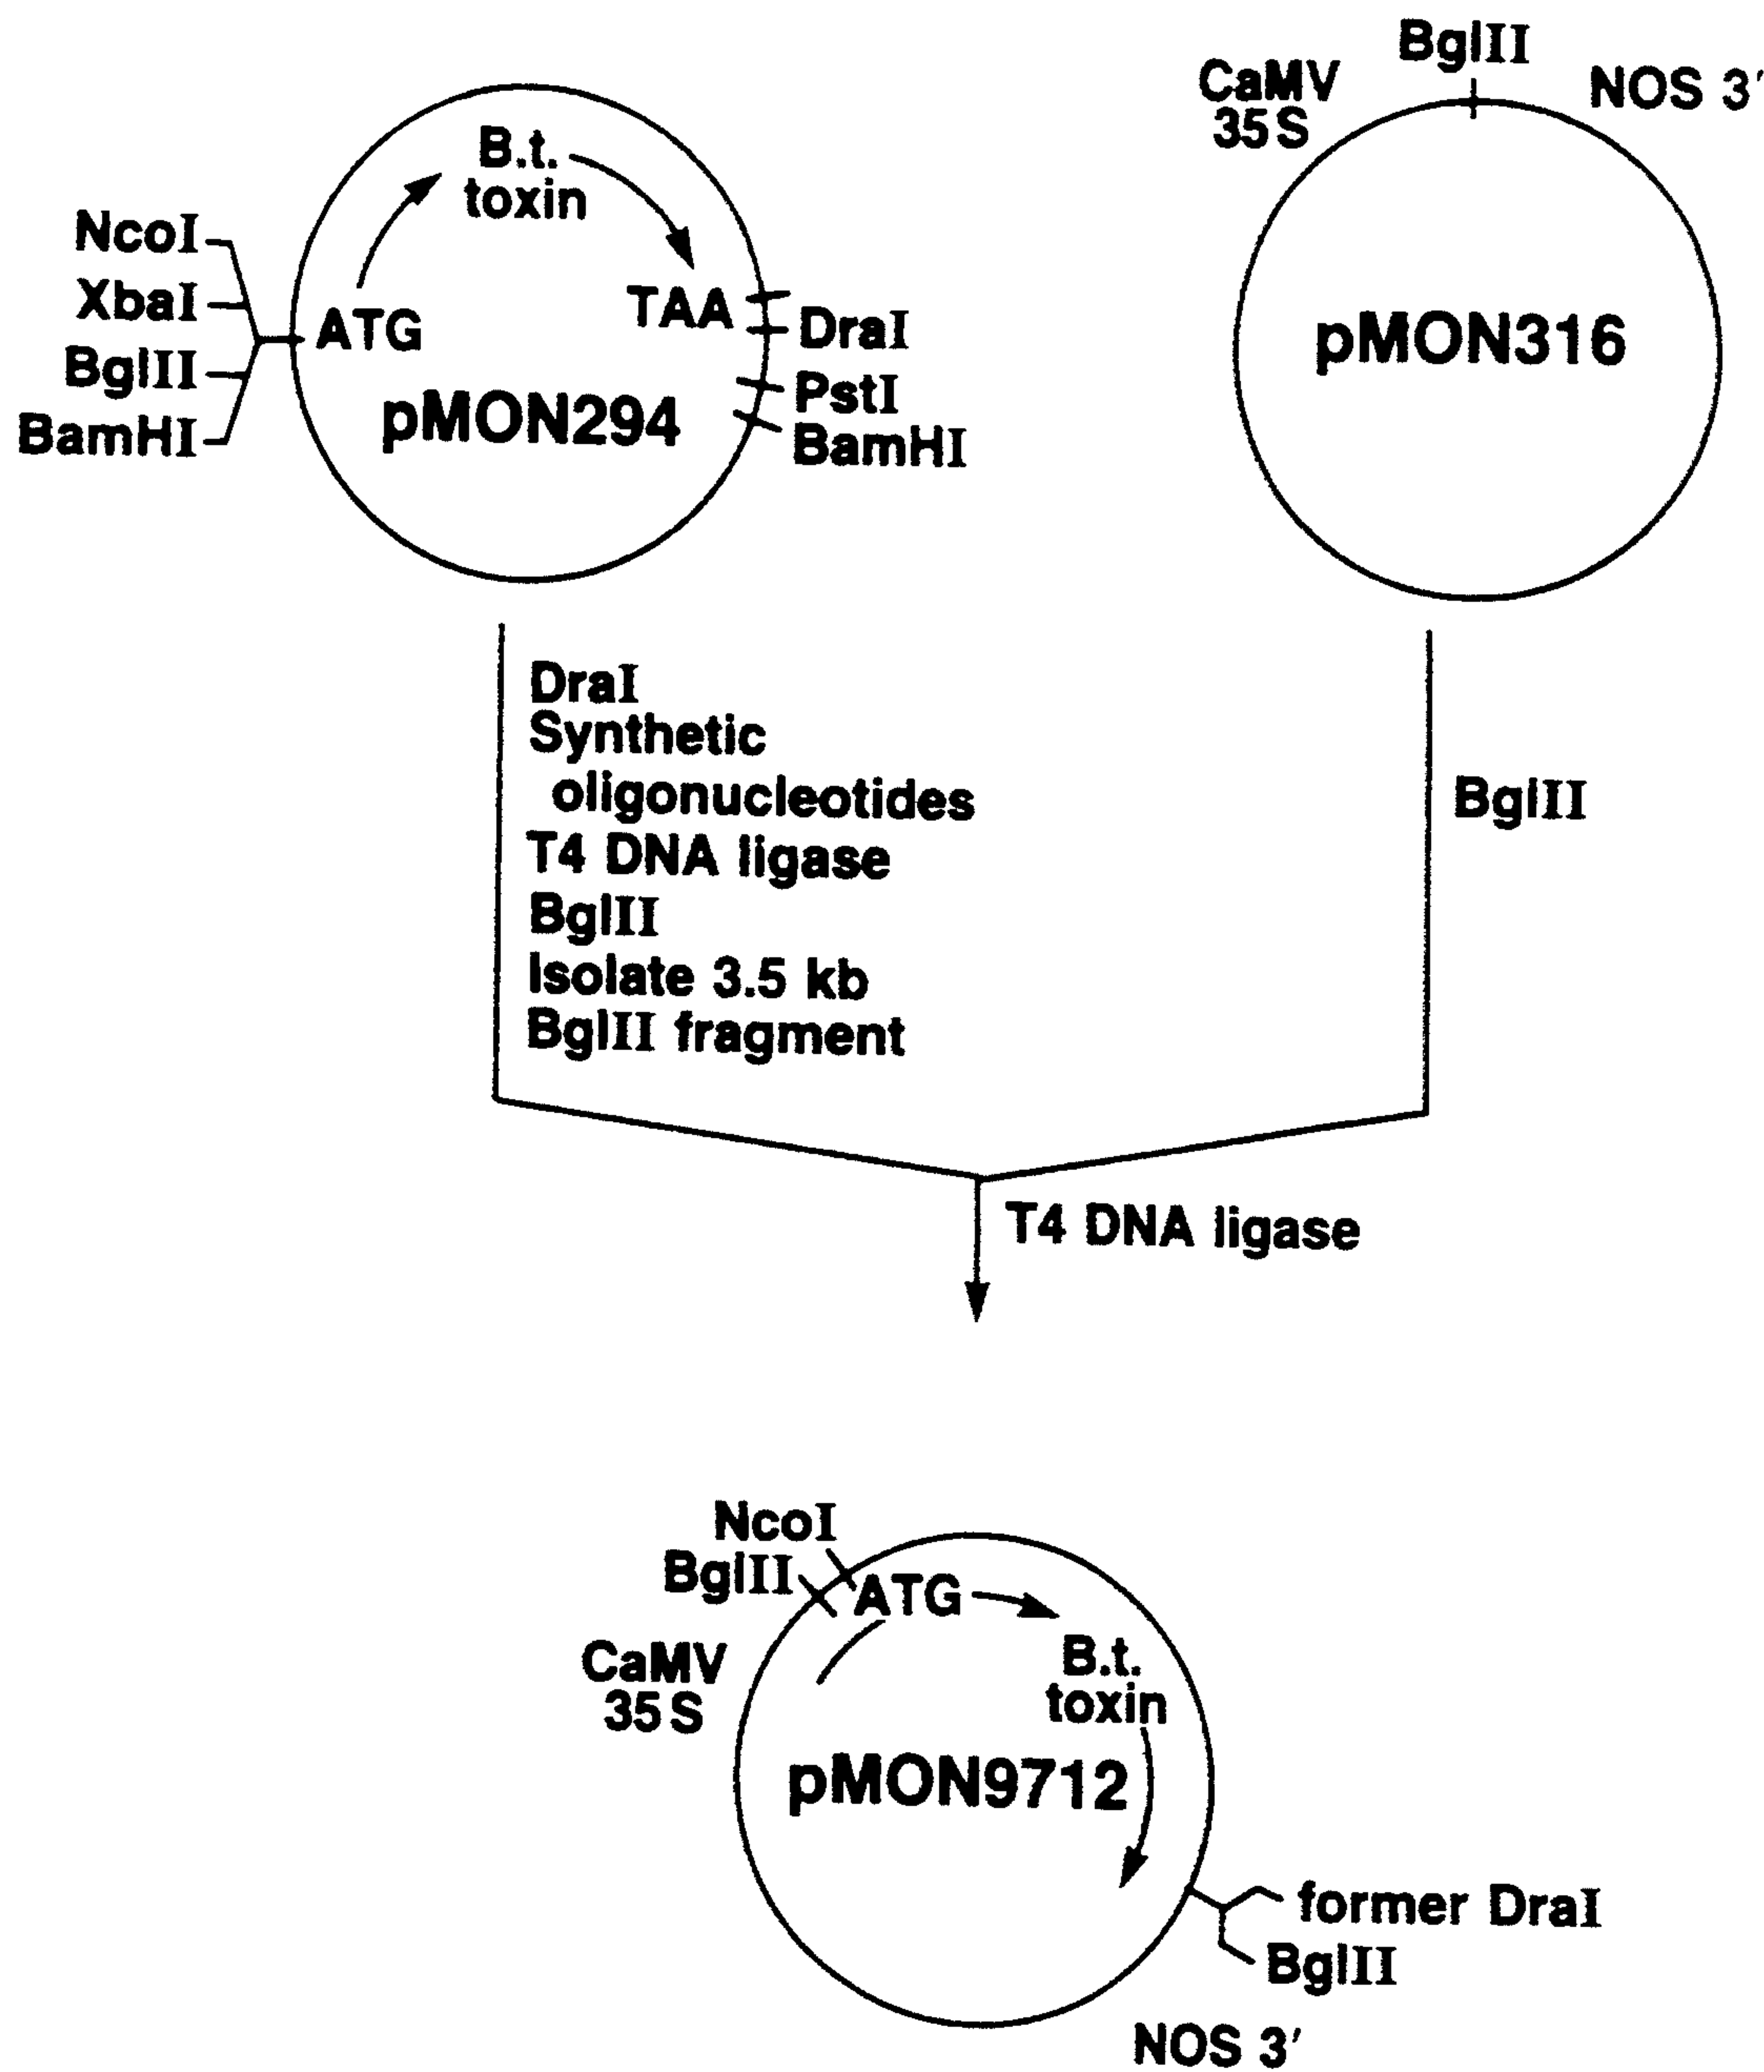 B.t.
toxin
NcoI
XbaI
BglII
BamHI
ATG
TAA
DraI
PstI
BamHI
pMON294
BglII
CaMV
35S
NOS 3′
pMON316
DraI
Synthetic
oligonucleotides
T4 DNA ligase
BglII
Isolate 3.5 kb
BglII fragment
BglII
T4 DNA ligase
NcoI
BglII
ATG
CaMV
35S
B.t.
toxin
pMON9712
former DraI
BglII
NOS 3′